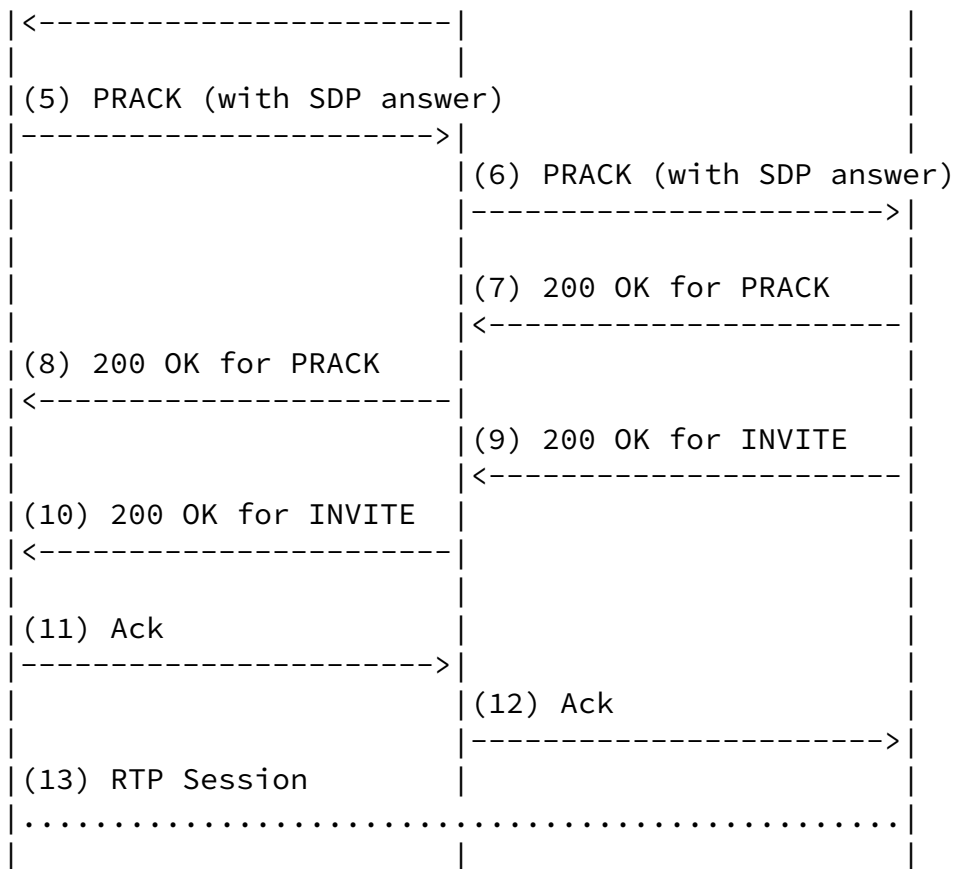 (5) PRACK (with SDP answer)
(6) PRACK (with SDP answer)
(7) 200 OK for PRACK
(8) 200 OK for PRACK
(9) 200 OK for INVITE
(10) 200 OK for INVITE
(11) Ack
(12) Ack
(13) RTP Session